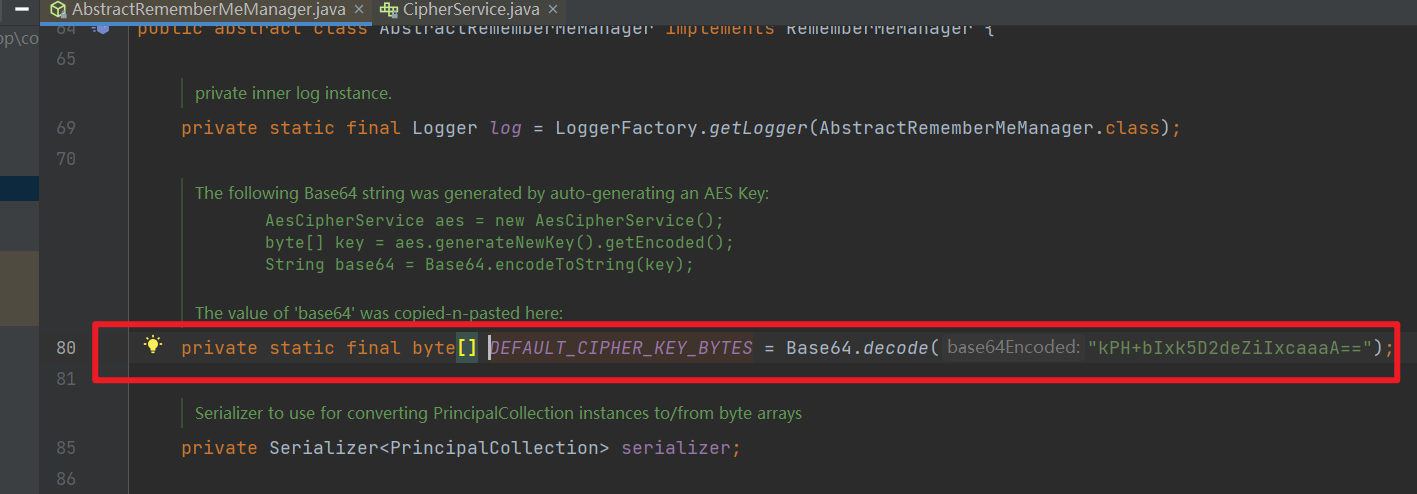 AbstractRememberMeManager.java × CipherService.java ×
op\co
64 public abstract class AbstractRememberMeManager implements RememberMeManager {
65
private inner log instance.
69 private static final Logger log = LoggerFactory.getLogger(AbstractRememberMeManager.class);
70
The following Base64 string was generated by auto-generating an AES Key:
AesCipherService aes = new AesCipherService();
byte[] key = aes.generateNewKey().getEncoded();
String base64 = Base64.encodeToString(key);
The value of 'base64' was copied-n-pasted here:
80 private static final byte[] DEFAULT_CIPHER_KEY_BYTES = Base64.decode( base64Encoded: "kPH+bIxk5D2deZiIxcaaaA==");
81
Serializer to use for converting PrincipalCollection instances to/from byte arrays
85 private Serializer<PrincipalCollection> serializer;
86